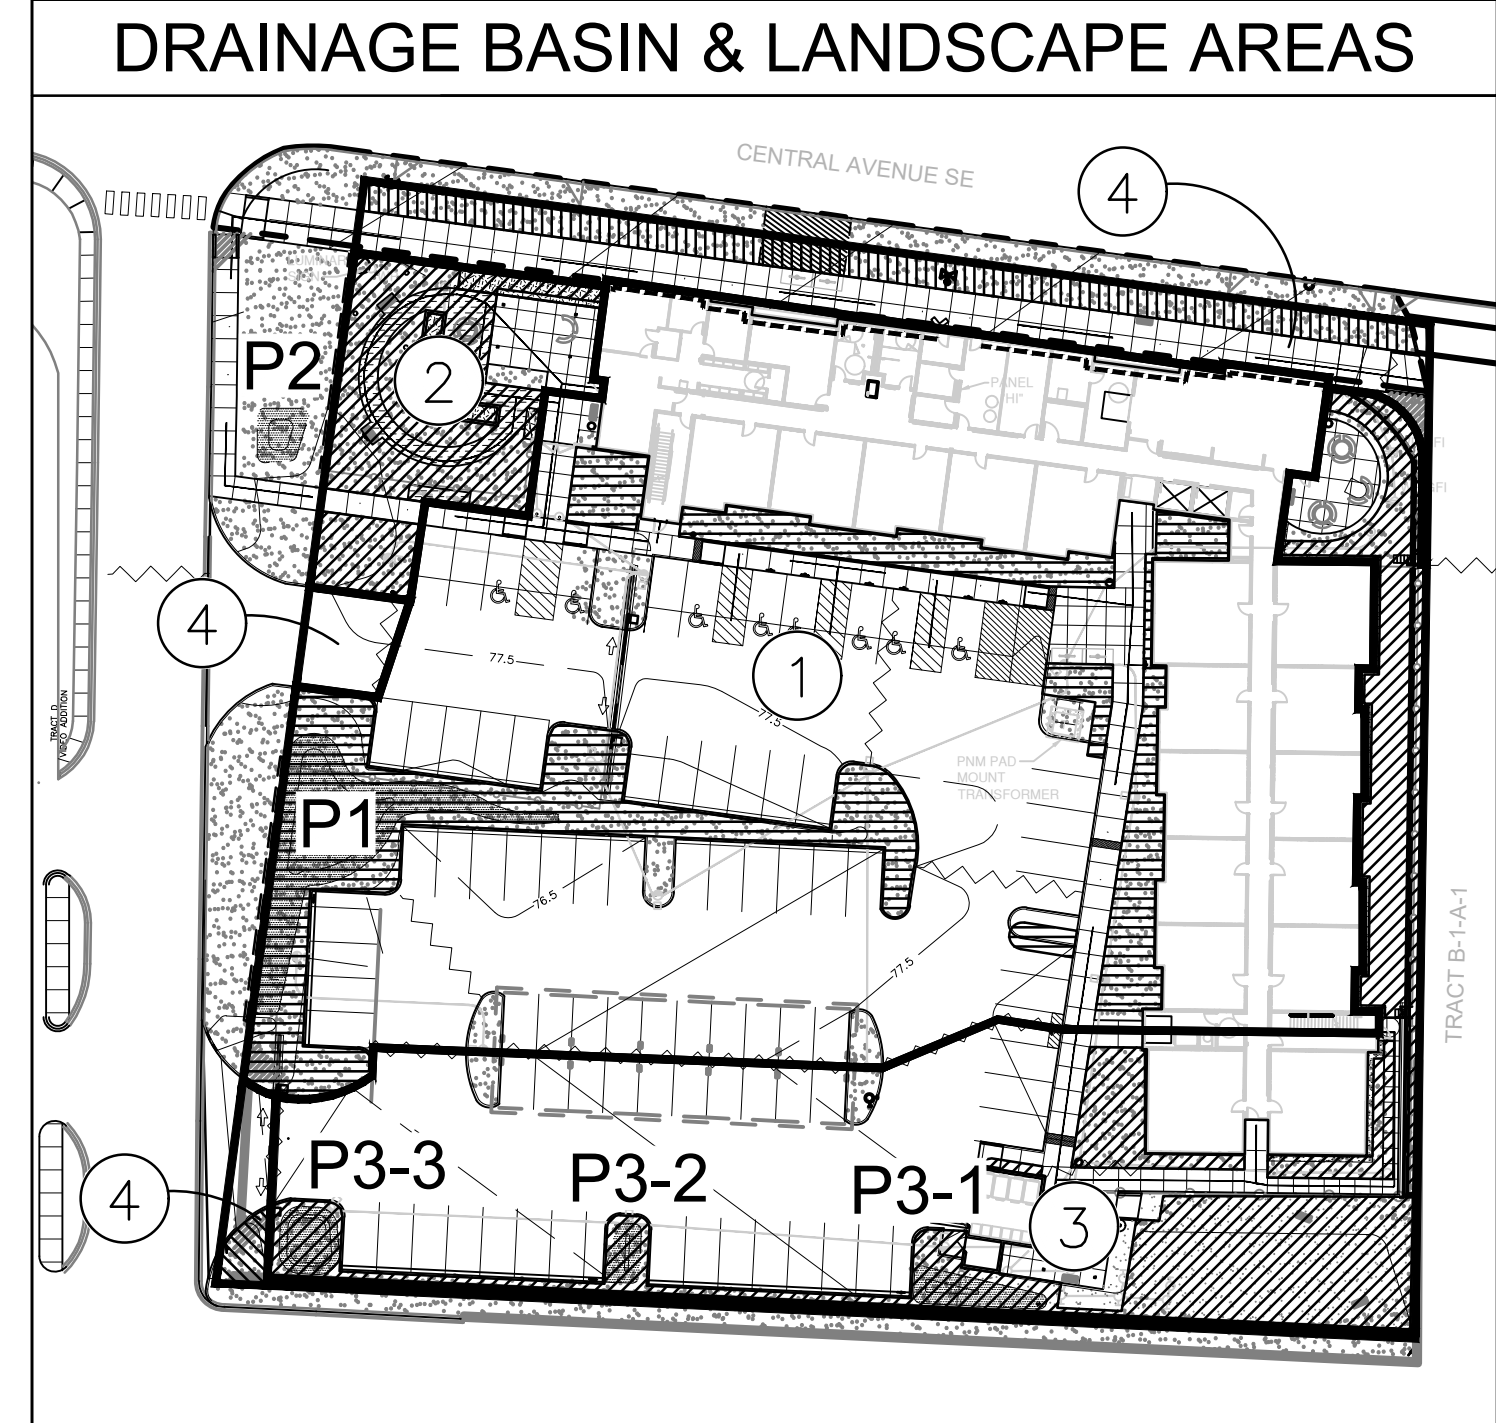 DRAINAGE BASIN & LANDSCAPE AREAS
CENTRAL AVENUE SE
4
P2
2
PANEL
"HI"
4
77.5
1
77.5
TRACT D
VIDEO ADDITION
PNM PAD
MOUNT
TRANSFORMER
P1
76.5
77.5
TRACT B-1-A-1
P3-3
P3-2
P3-1
4
3